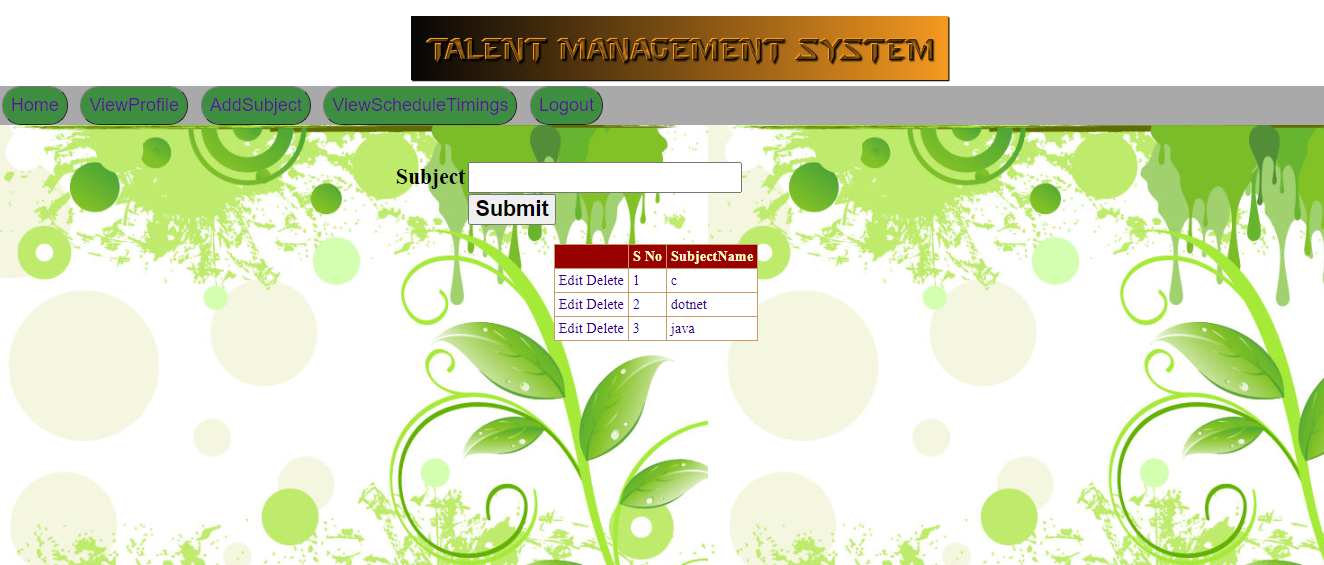 TALENT MANAGEMENT SYSTEM
Home ViewProfile AddSubject ViewScheduleTimings Logout
Subject
Submit
S No SubjectName
Edit Delete 1 c
Edit Delete 2 dotnet
Edit Delete 3 java